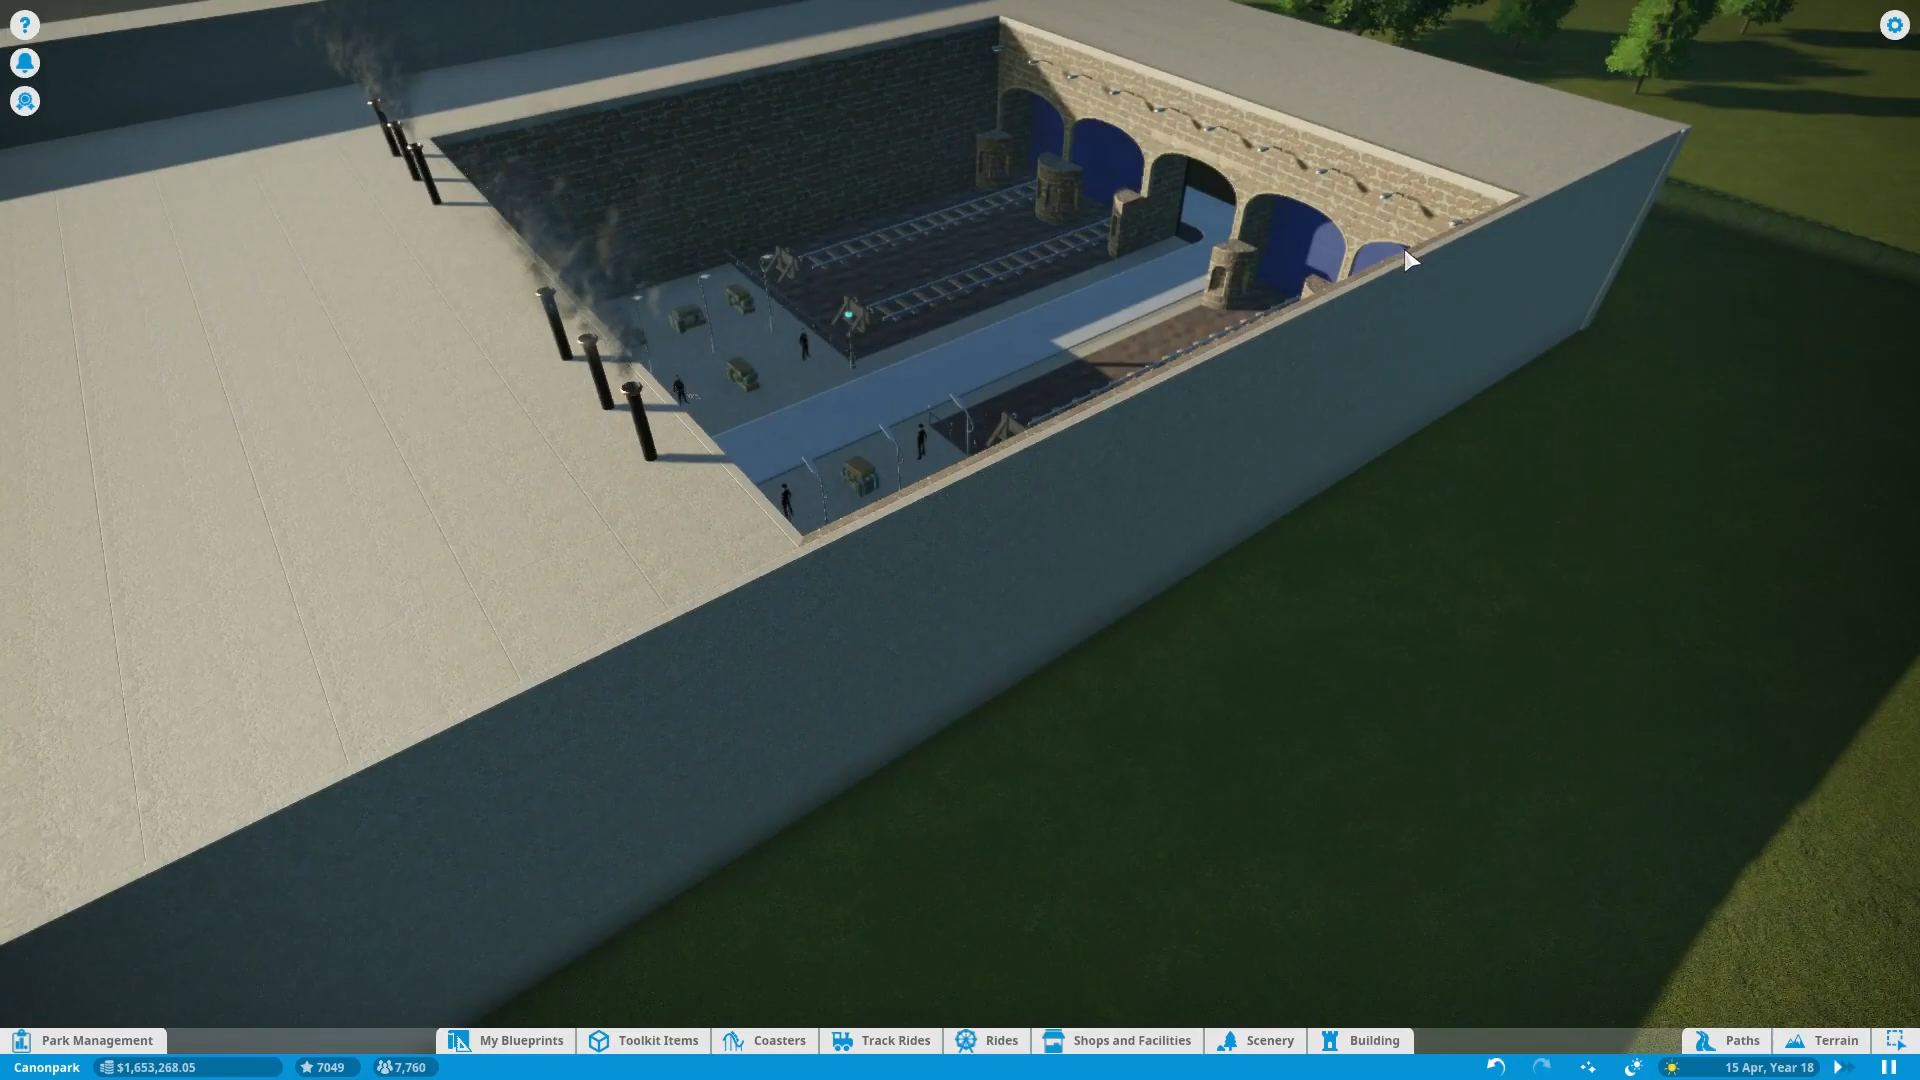 ?
Park Management
My Blueprints
Toolkit Items
Coasters
Track Rides
Rides
Shops and Facilities
Scenery
Building
Paths
Terrain
Canonpark
$1,653,268.05
7049
7,760
15 Apr, Year 18